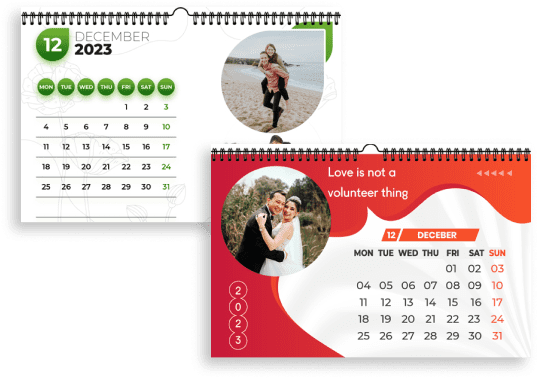 12 DECEMBER
2023
MON TUE WED THU FRI SAT SUN
1 2 3
4 5 6 7 8 9 10
11 12 13 14 15 16 17
18 19 20 21 22 23 24
25 26 27 28 29 30 31
Love is not a
volunteer thing
12 DECEBER
MON TUE WED THU FRI SAT SUN
01 02 03
04 05 06 07 08 09 10
11 12 13 14 15 16 17
18 19 20 21 22 23 24
25 26 27 28 29 30 31
2
0
2
3